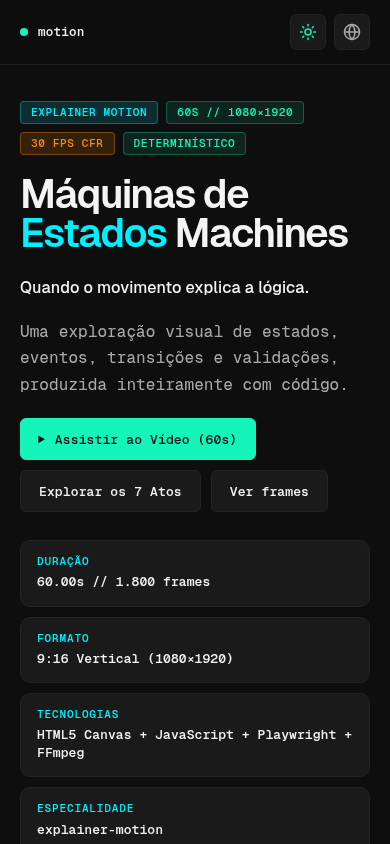 motion
EXPLAINER MOTION
60S // 1080×1920
30 FPS CFR
DETERMINÍSTICO
Máquinas de
Estados Machines
Quando o movimento explica a lógica.
Uma exploração visual de estados,
eventos, transições e validações,
produzida inteiramente com código.
▶ Assistir ao Vídeo (60s)
Explorar os 7 Atos
Ver frames
DURAÇÃO
60.00s // 1.800 frames
FORMATO
9:16 Vertical (1080×1920)
TECNOLOGIAS
HTML5 Canvas + JavaScript + Playwright +
FFmpeg
ESPECIALIDADE
explainer-motion